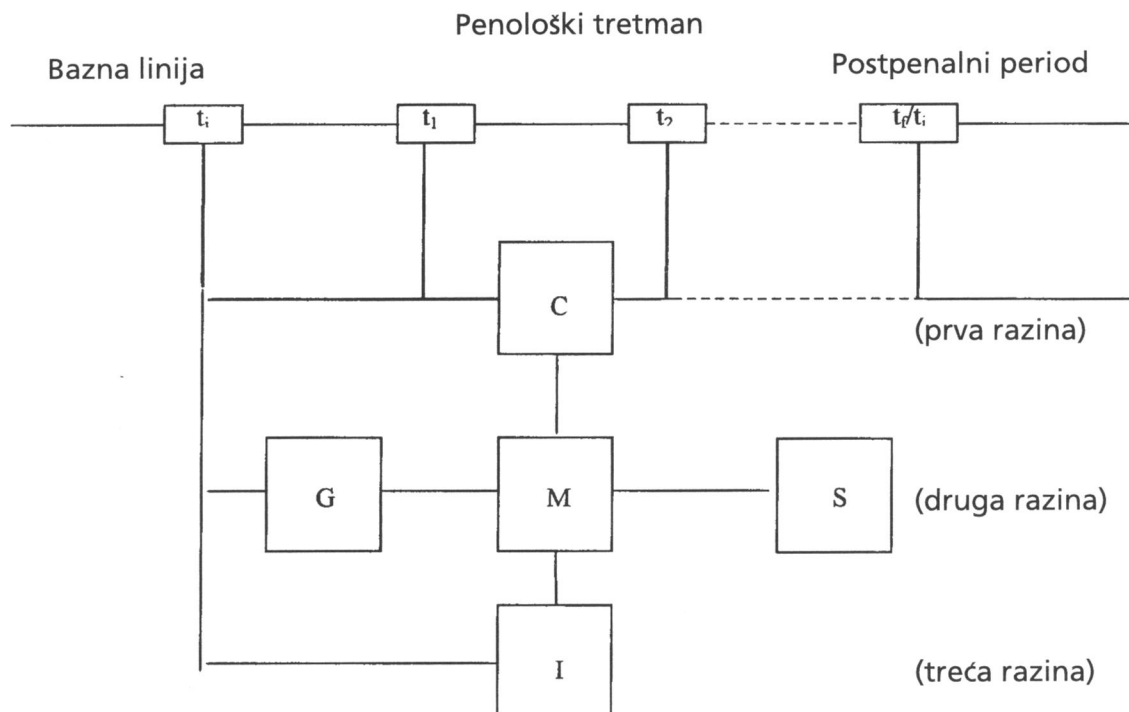 Penološki tretman
Bazna linija
Postpenalni period
tᵢ
t₁
t₂
t_f/tᵢ
C
(prva razina)
G
M
S
(druga razina)
I
(treća razina)